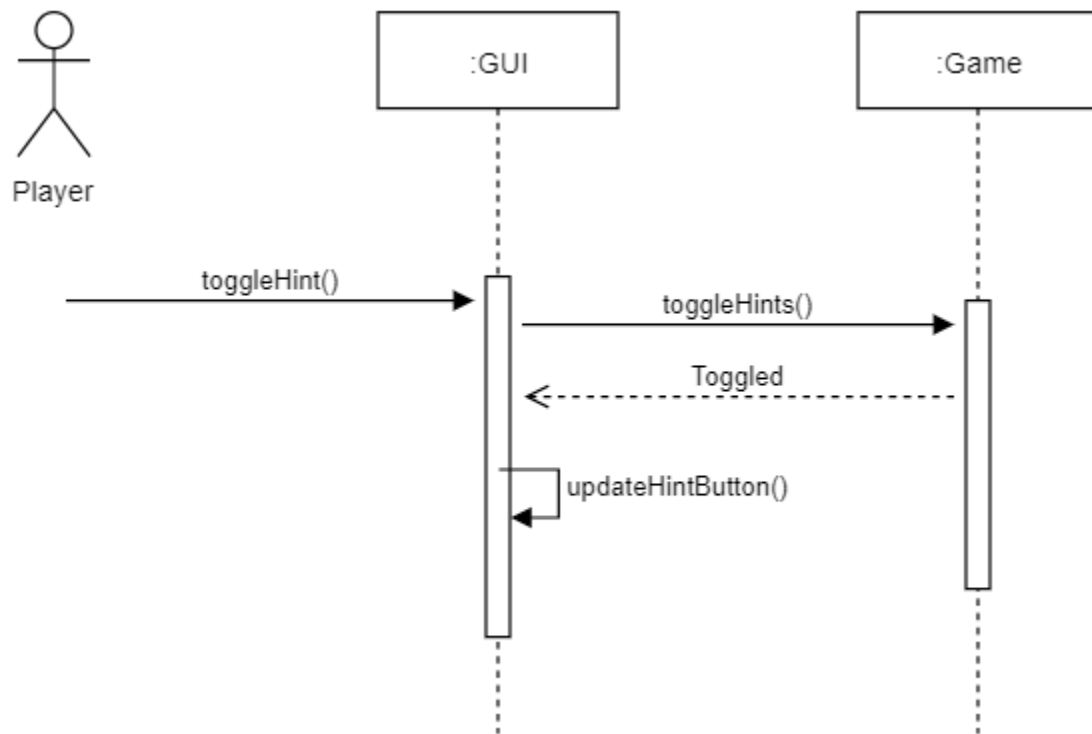 :GUI
:Game
Player
toggleHint()
toggleHints()
Toggled
updateHintButton()